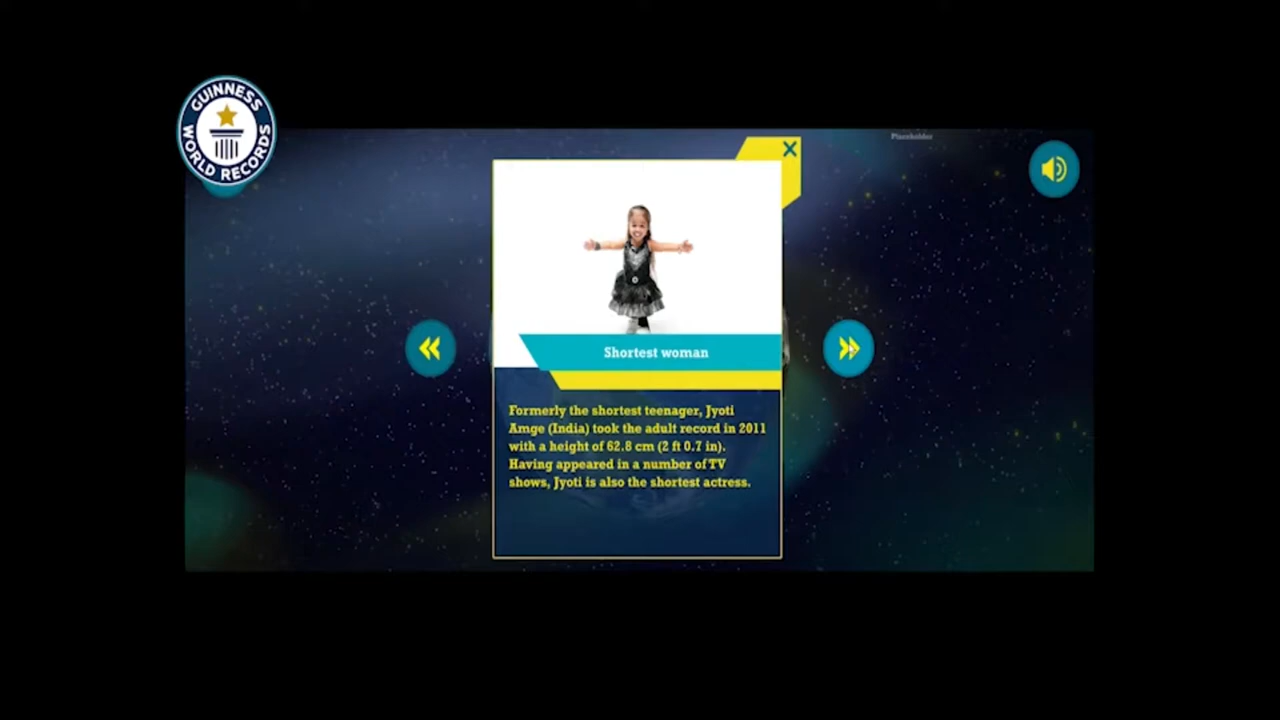 GUINNESS
WORLD RECORDS
Placeholder
Shortest woman
Formerly the shortest teenager, Jyoti
Amge (India) took the adult record in 2011
with a height of 62.8 cm (2 ft 0.7 in).
Having appeared in a number of TV
shows, Jyoti is also the shortest actress.